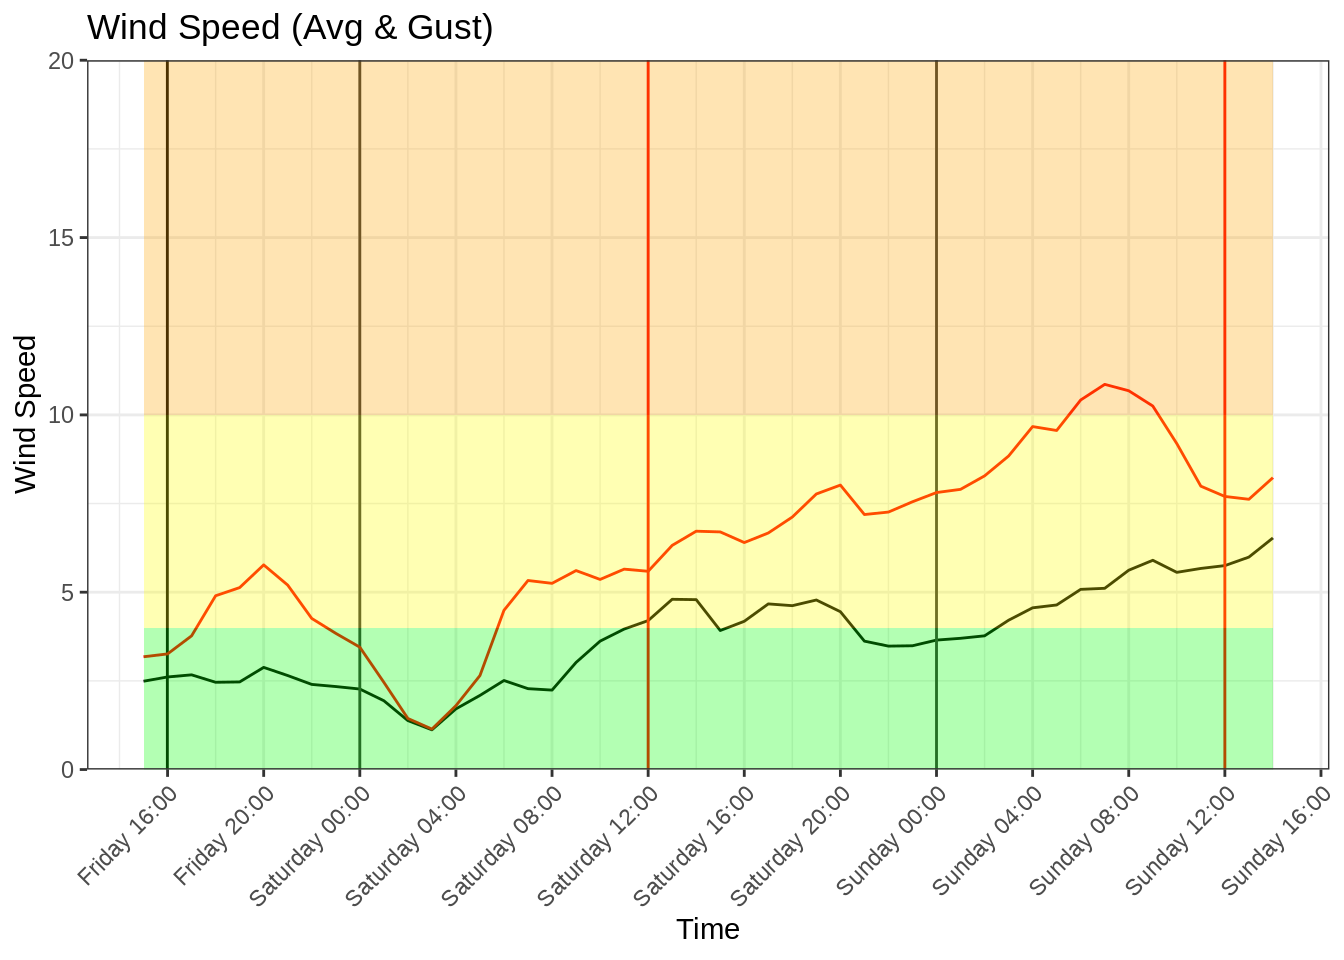 Wind Speed (Avg & Gust)
Wind Speed
20
15
10
5
0
Friday 16:00
Friday 20:00
Saturday 00:00
Saturday 04:00
Saturday 08:00
Saturday 12:00
Saturday 16:00
Saturday 20:00
Sunday 00:00
Sunday 04:00
Sunday 08:00
Sunday 12:00
Sunday 16:00
Time